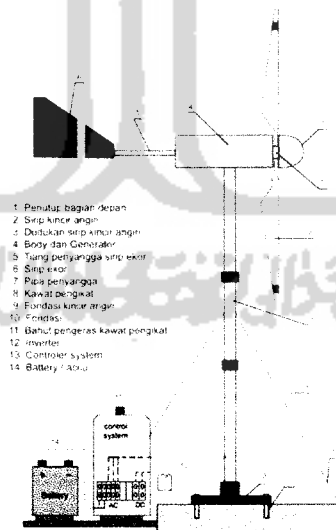 1 Penutup bagian depan
2 Sirip kincir angin
3 Dudukan sirip kincir angin
4 Body dan Generator
5 Tiang penyangga sirip ekor
6 Sirip ekor
7 Pipa penyangga
8 Kawat pengikat
9 Fondasi kincir angin
10 Fondasi
11 Bahut pengeras kawat pengikat
12 Inverter
13 Controler system
14 Battery / accu
control
system
AC DC
Battery